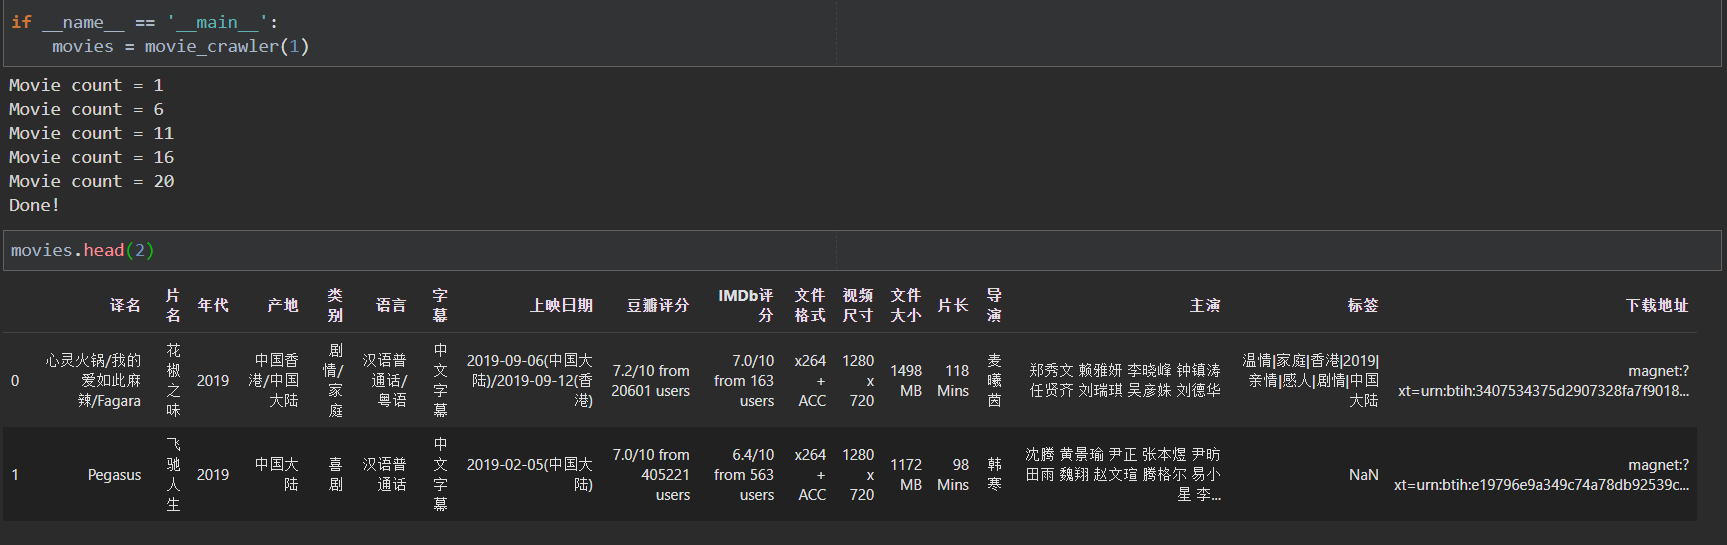 if __name__ == '__main__':
    movies = movie_crawler(1)
Movie count = 1
Movie count = 6
Movie count = 11
Movie count = 16
Movie count = 20
Done!
movies.head(2)
译名 片名 年代 产地 类别 语言 字幕 上映日期 豆瓣评分 IMDb评分 文件格式 视频尺寸 文件大小 片长 导演 主演 标签 下载地址
0 心灵火锅/我的爱如此麻辣/Fagara 花椒之味 2019 中国香港/中国大陆 剧情/家庭 汉语普通话/粤语 中文字幕 2019-09-06(中国大陆)/2019-09-12(香港) 7.2/10 from 20601 users 7.0/10 from 163 users x264 + ACC 1280 x 720 1498 MB 118 Mins 麦曦茵 郑秀文 赖雅妍 李晓峰 钟镇涛 任贤齐 刘瑞琪 吴彦姝 刘德华 温情|家庭|香港|2019|亲情|感人|剧情|中国大陆 magnet:?xt=urn:btih:3407534375d2907328fa7f9018...
1 Pegasus 飞驰人生 2019 中国大陆 喜剧 汉语普通话 中文字幕 2019-02-05(中国大陆) 7.0/10 from 405221 users 6.4/10 from 563 users x264 + ACC 1280 x 720 1172 MB 98 Mins 韩寒 沈腾 黄景瑜 尹正 张本煜 尹昉 田雨 魏翔 赵文瑄 腾格尔 易小星 李... NaN magnet:?xt=urn:btih:e19796e9a349c74a78db92539c...